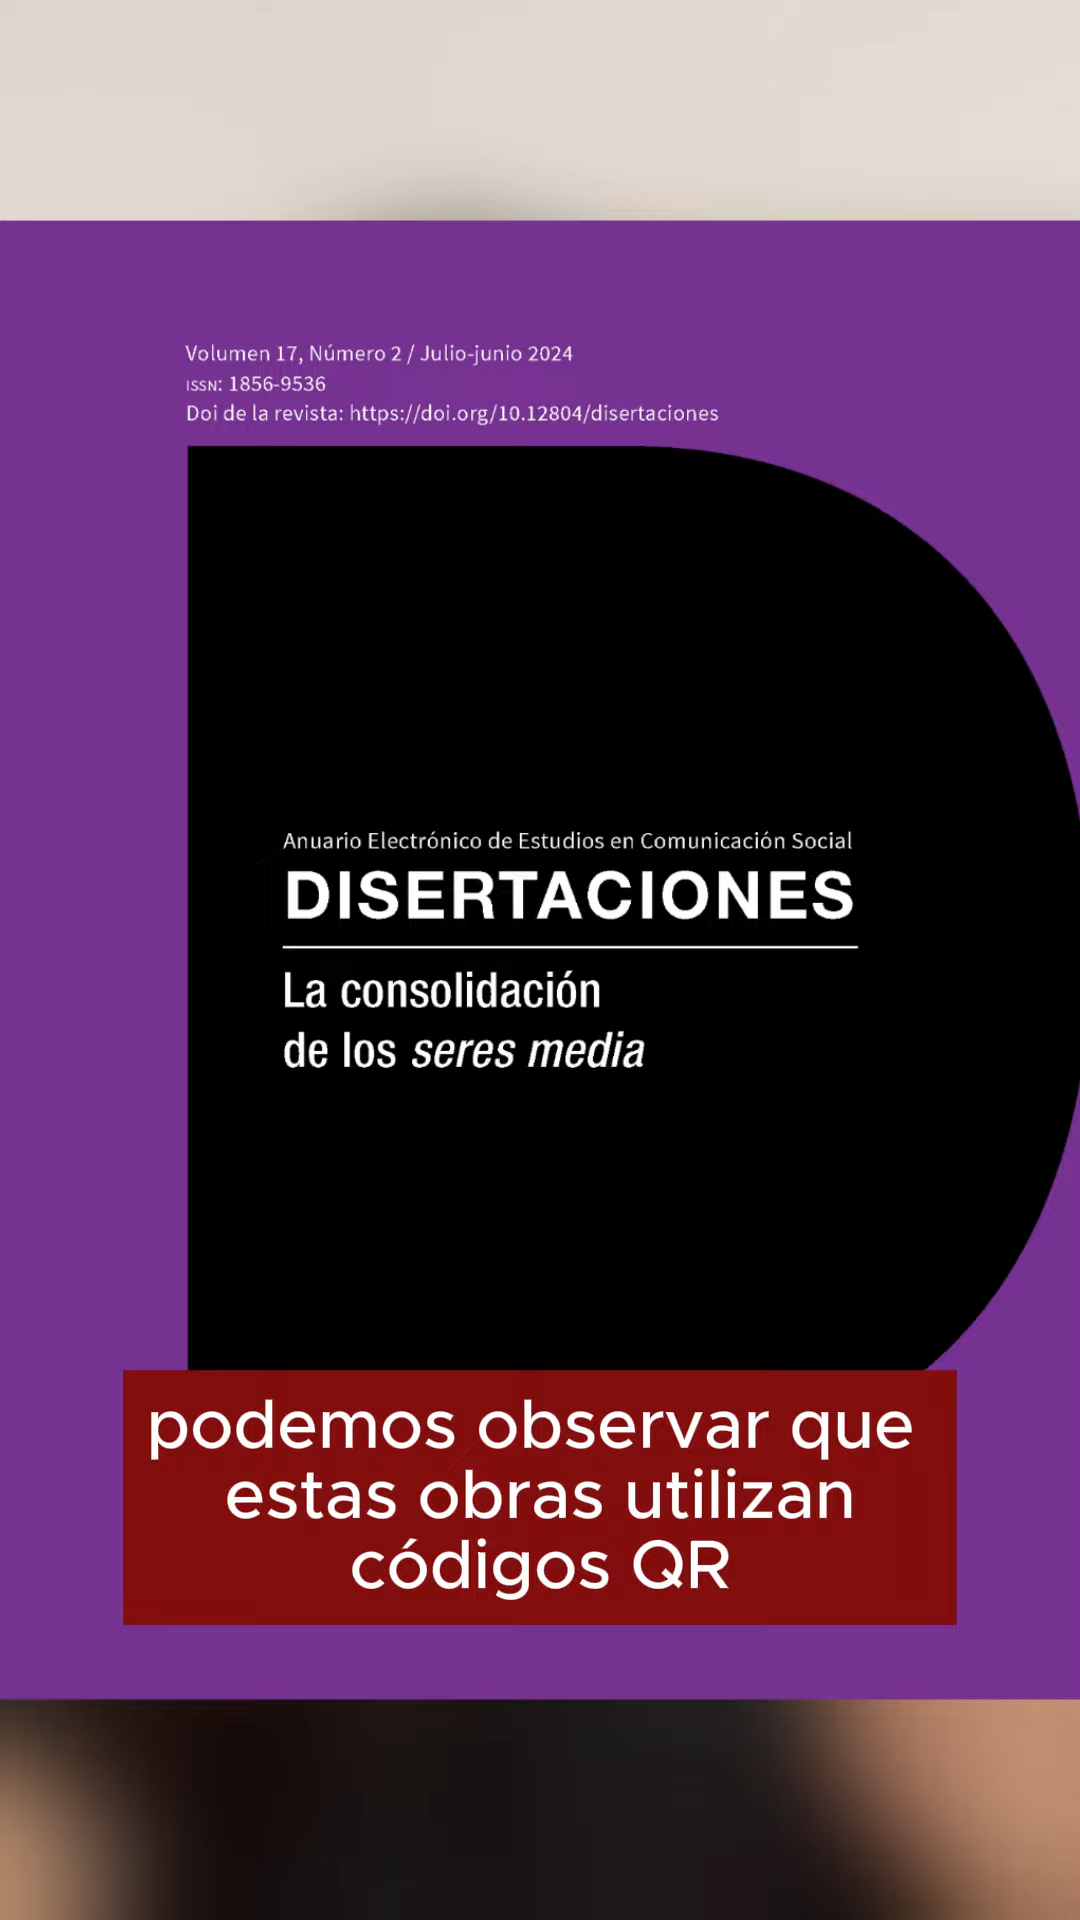 Volumen 17, Número 2 / Julio-junio 2024
ISSN: 1856-9536
Doi de la revista: https://doi.org/10.12804/disertaciones
Anuario Electrónico de Estudios en Comunicación Social
DISERTACIONES
La consolidación
de los seres media
podemos observar que
estas obras utilizan
códigos QR